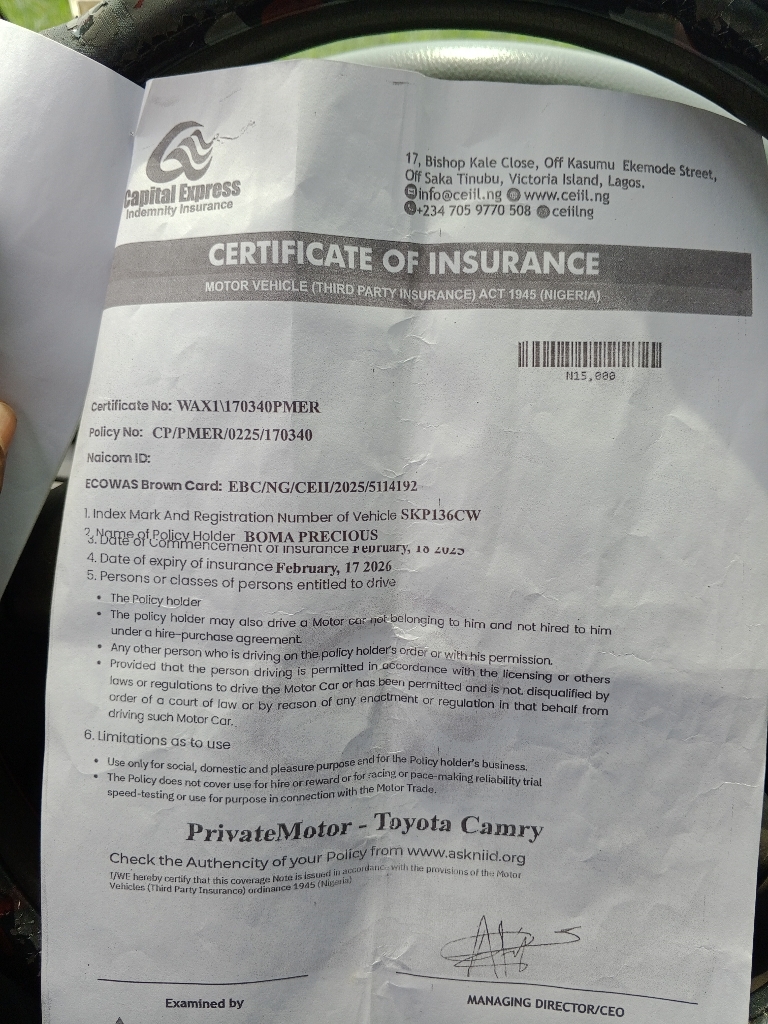 Capital Express
Indemnity Insurance
17, Bishop Kale Close, Off Kasumu Ekemode Street,
Off Saka Tinubu, Victoria Island, Lagos.
info@ceiil.ng www.ceiil.ng
+234 705 9770 508 ceiilng
CERTIFICATE OF INSURANCE
MOTOR VEHICLE (THIRD PARTY INSURANCE) ACT 1945 (NIGERIA)
₦15,000
Certificate No: WAX1\170340PMER
Policy No: CP/PMER/0225/170340
Naicom ID:
ECOWAS Brown Card: EBC/NG/CEII/2025/5114192
1. Index Mark And Registration Number of Vehicle SKP136CW
2. Name of Policy Holder BOMA PRECIOUS
3. Date of Commencement of Insurance February, 18 2025
4. Date of expiry of insurance February, 17 2026
5. Persons or classes of persons entitled to drive
• The Policy holder
• The policy holder may also drive a Motor car not belonging to him and not hired to him
under a hire-purchase agreement.
• Any other person who is driving on the policy holder's order or with his permission.
• Provided that the person driving is permitted in accordance with the licensing or others
laws or regulations to drive the Motor Car or has been permitted and is not, disqualified by
order of a court of law or by reason of any enactment or regulation in that behalf from
driving such Motor Car.
6. Limitations as to use
• Use only for social, domestic and pleasure purpose and for the Policy holder's business.
• The Policy does not cover use for hire or reward or for racing or pace-making reliability trial
speed-testing or use for purpose in connection with the Motor Trade.
PrivateMotor - Toyota Camry
Check the Authencity of your Policy from www.askniid.org
I/WE hereby certify that this coverage Note is issued in accordance with the provisions of the Motor
Vehicles (Third Party Insurance) ordinance 1945 (Nigeria)
Examined by
MANAGING DIRECTOR/CEO